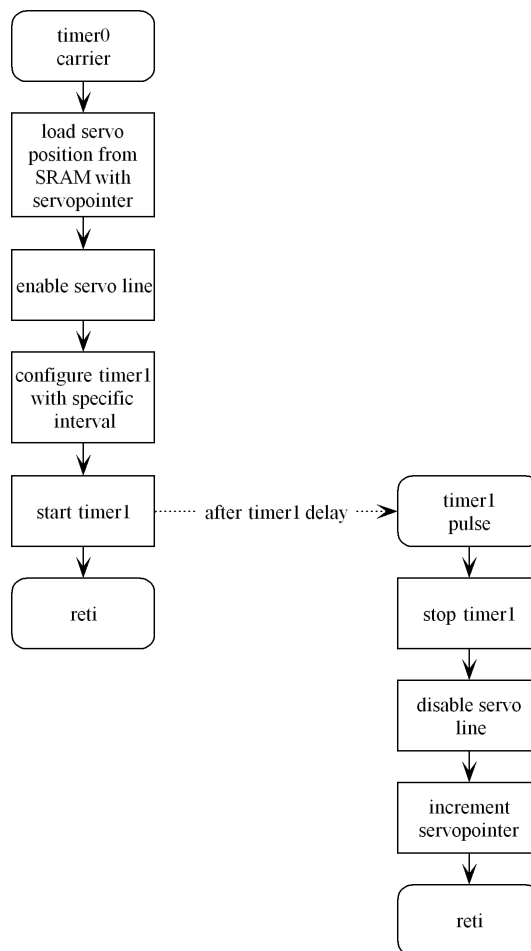 timer0
carrier
load servo
position from
SRAM with
servopointer
enable servo line
configure timer1
with specific
interval
start timer1
after timer1 delay
reti
timer1
pulse
stop timer1
disable servo
line
increment
servopointer
reti